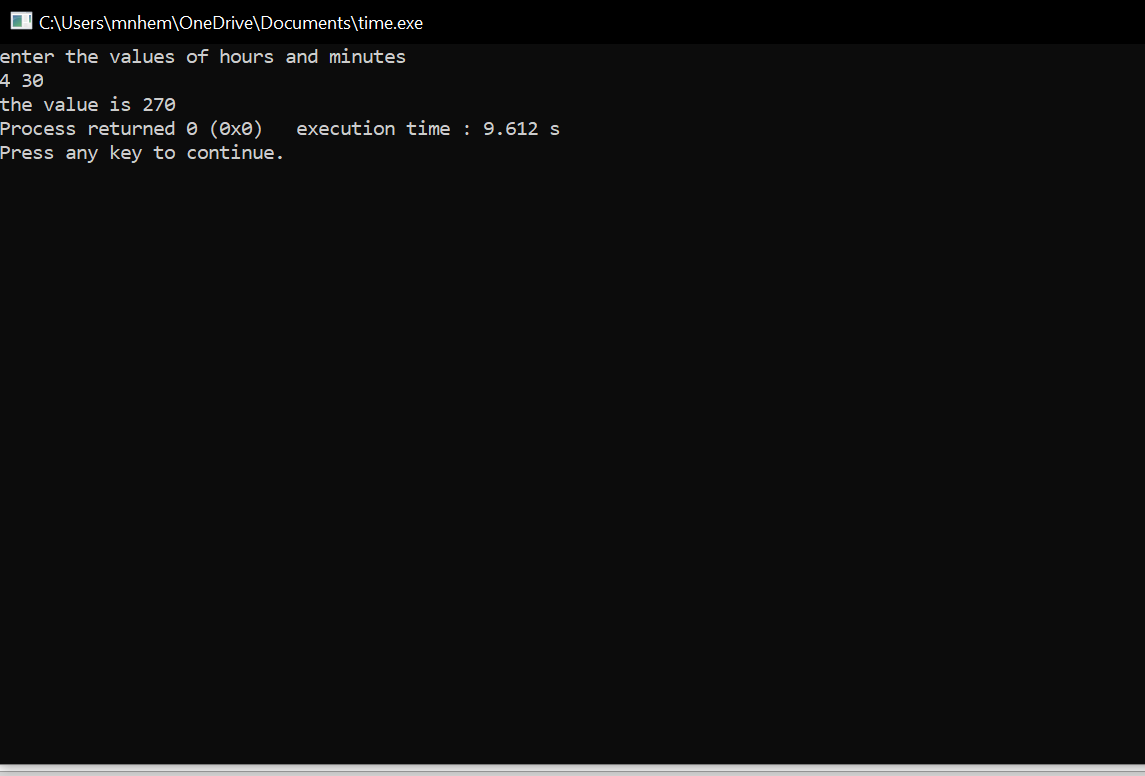 C:\Users\mnhem\OneDrive\Documents\time.exe
enter the values of hours and minutes
4 30
the value is 270
Process returned 0 (0x0)   execution time : 9.612 s
Press any key to continue.